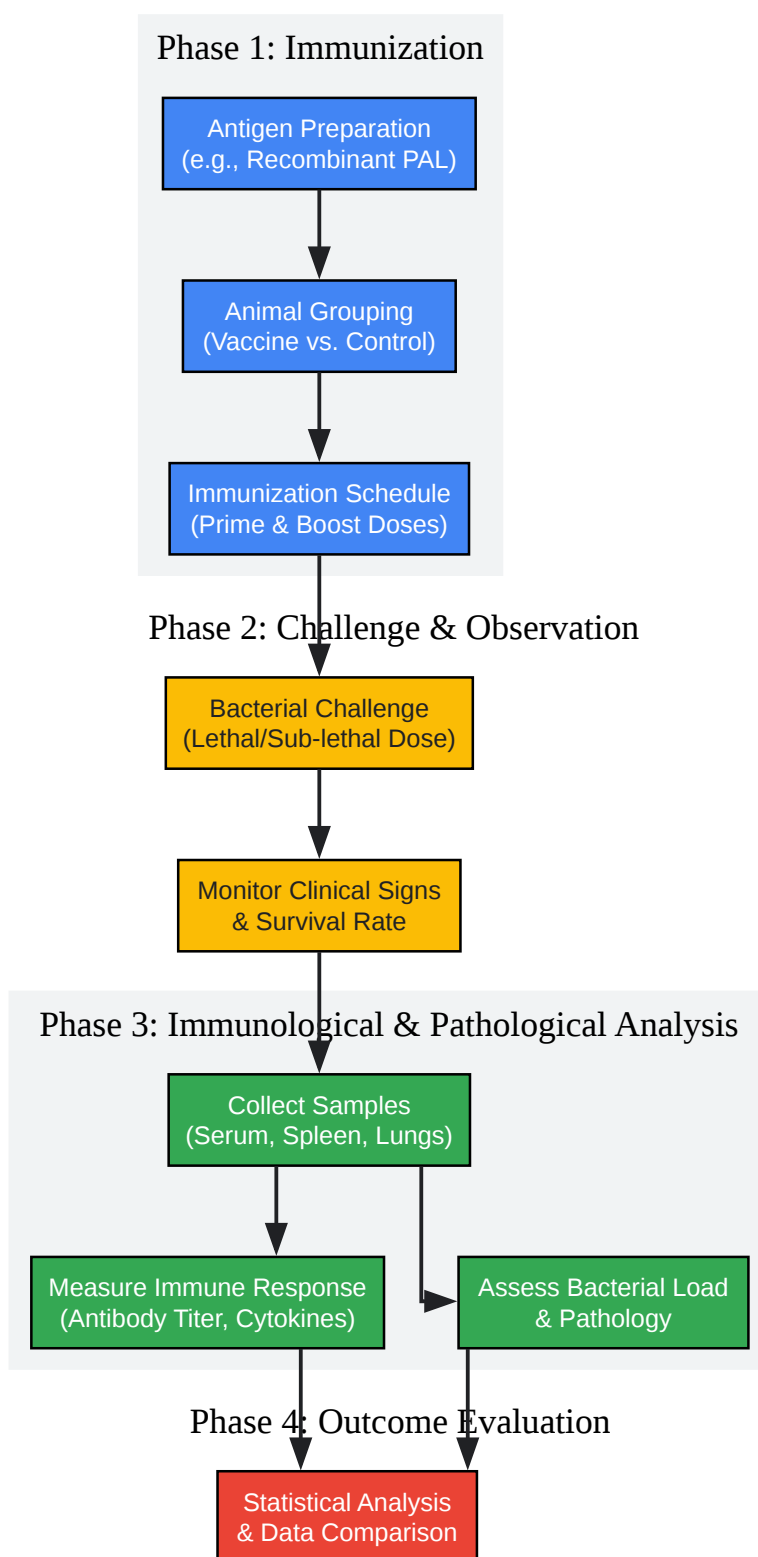 Phase 1: Immunization
Antigen Preparation
(e.g., Recombinant PAL)
Animal Grouping
(Vaccine vs. Control)
Immunization Schedule
(Prime & Boost Doses)
Phase 2: Challenge & Observation
Bacterial Challenge
(Lethal/Sub-lethal Dose)
Monitor Clinical Signs
& Survival Rate
Phase 3: Immunological & Pathological Analysis
Collect Samples
(Serum, Spleen, Lungs)
Measure Immune Response
(Antibody Titer, Cytokines)
Assess Bacterial Load
& Pathology
Phase 4: Outcome Evaluation
Statistical Analysis
& Data Comparison